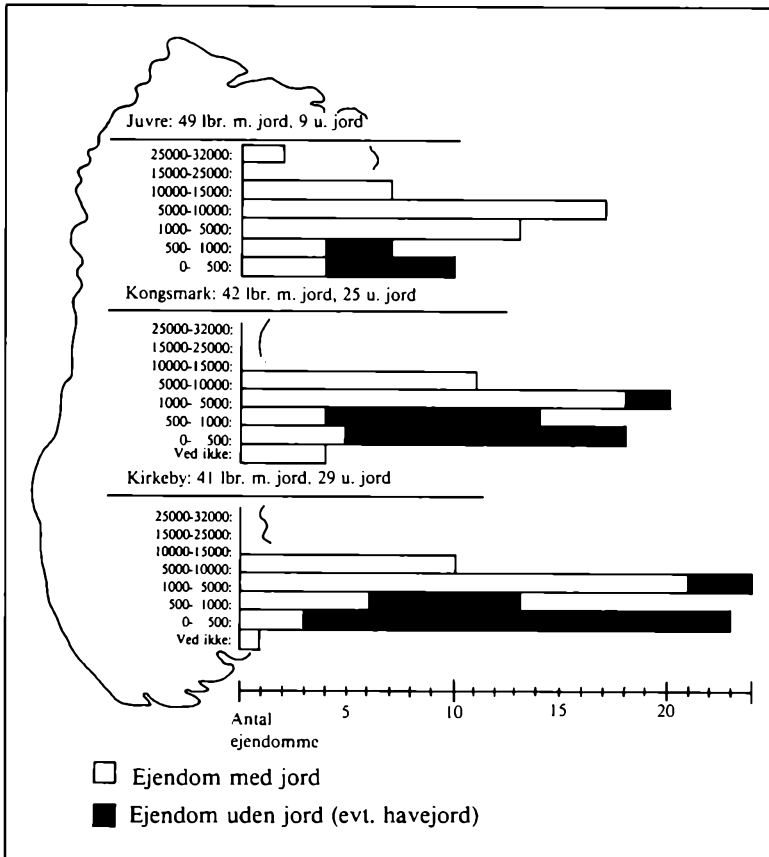 Juvre: 49 lbr. m. jord, 9 u. jord
25000-32000:
15000-25000:
10000-15000:
5000-10000:
1000- 5000:
500- 1000:
0- 500:
Kongsmark: 42 lbr. m. jord, 25 u. jord
25000-32000:
15000-25000:
10000-15000:
5000-10000:
1000- 5000:
500- 1000:
0- 500:
Ved ikke:
Kirkeby: 41 lbr. m. jord, 29 u. jord
25000-32000:
15000-25000:
10000-15000:
5000-10000:
1000- 5000:
500- 1000:
0- 500:
Ved ikke:
5 10 15 20
Antal
ejendomme
Ejendom med jord
Ejendom uden jord (evt. havejord)